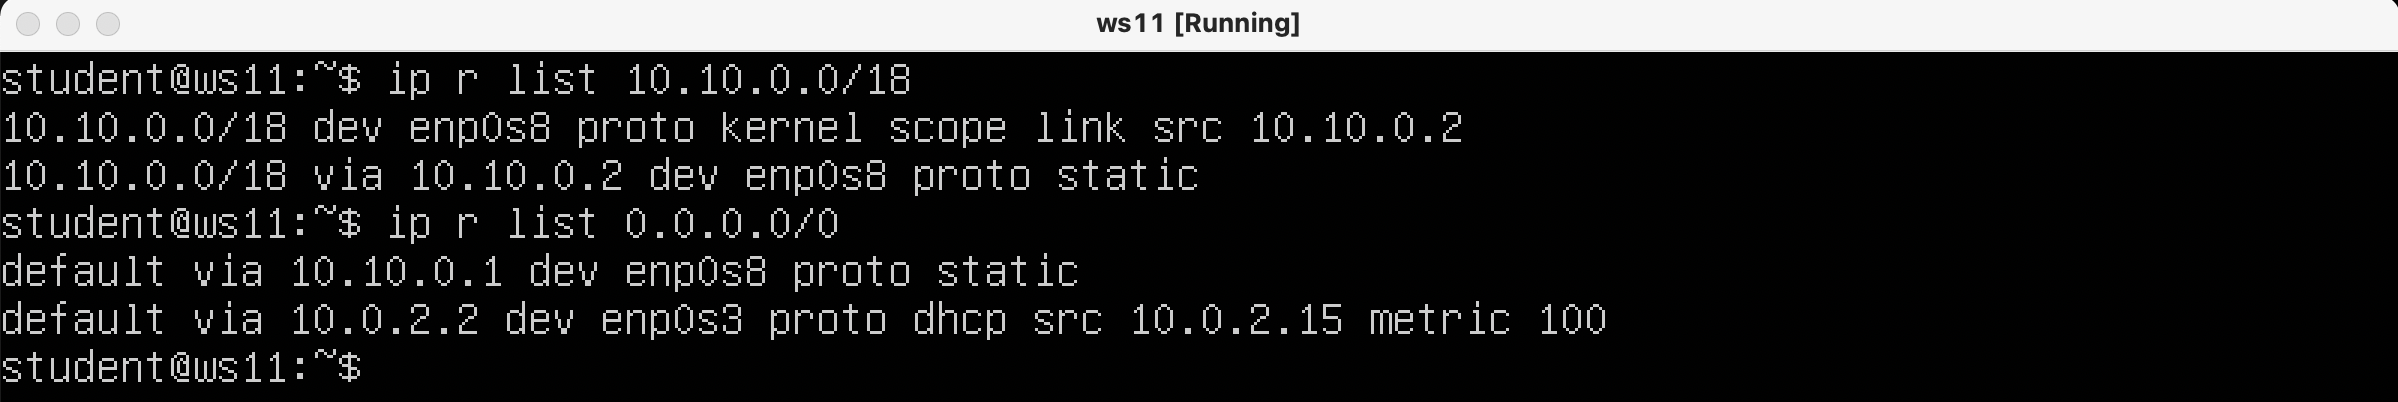 ws11 [Running]
student@ws11:~$ ip r list 10.10.0.0/18
10.10.0.0/18 dev enp0s8 proto kernel scope link src 10.10.0.2
10.10.0.0/18 via 10.10.0.2 dev enp0s8 proto static
student@ws11:~$ ip r list 0.0.0.0/0
default via 10.10.0.1 dev enp0s8 proto static
default via 10.0.2.2 dev enp0s3 proto dhcp src 10.0.2.15 metric 100
student@ws11:~$